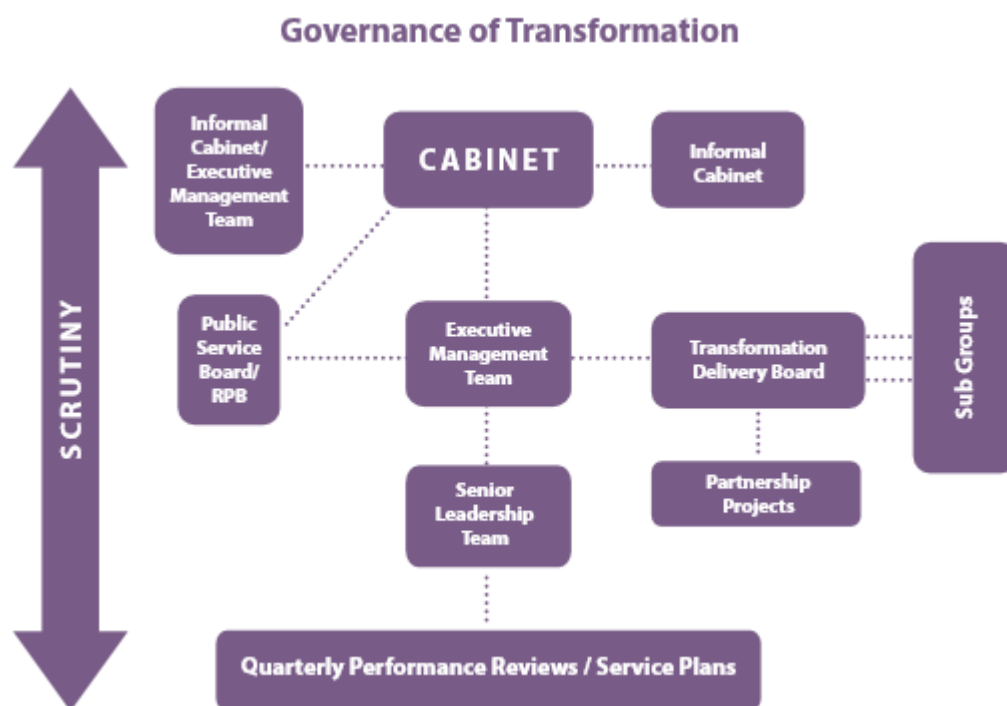 Governance of Transformation
SCRUTINY
Informal
Cabinet/
Executive
Management
Team
CABINET
Informal
Cabinet
Public
Service
Board/
RPB
Executive
Management
Team
Transformation
Delivery Board
Sub Groups
Senior
Leadership
Team
Partnership
Projects
Quarterly Performance Reviews / Service Plans